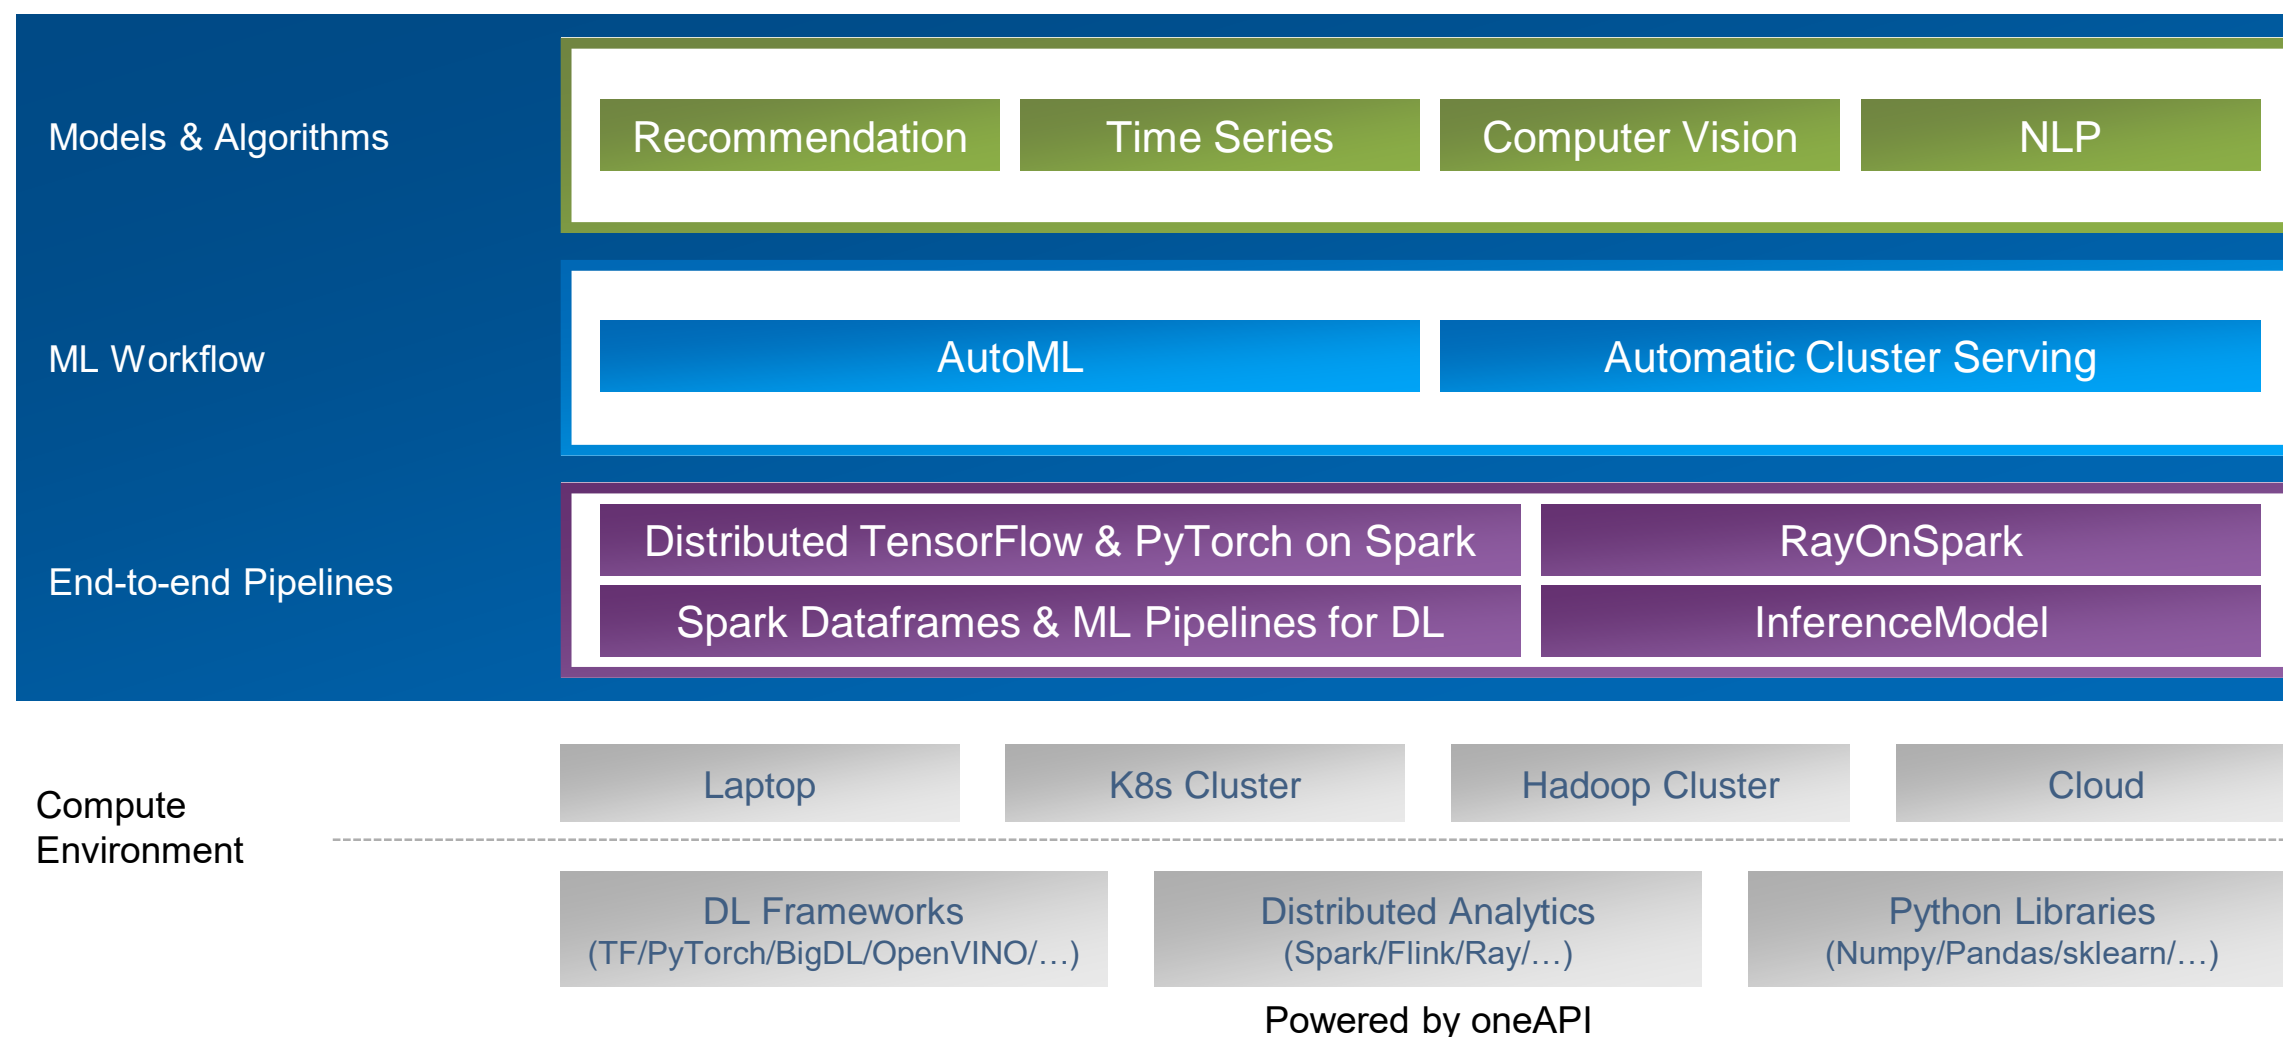 Models & Algorithms
Recommendation
Time Series
Computer Vision
NLP
ML Workflow
AutoML
Automatic Cluster Serving
End-to-end Pipelines
Distributed TensorFlow & PyTorch on Spark
RayOnSpark
Spark Dataframes & ML Pipelines for DL
InferenceModel
Compute
Environment
Laptop
K8s Cluster
Hadoop Cluster
Cloud
DL Frameworks
(TF/PyTorch/BigDL/OpenVINO/…)
Distributed Analytics
(Spark/Flink/Ray/…)
Python Libraries
(Numpy/Pandas/sklearn/…)
Powered by oneAPI